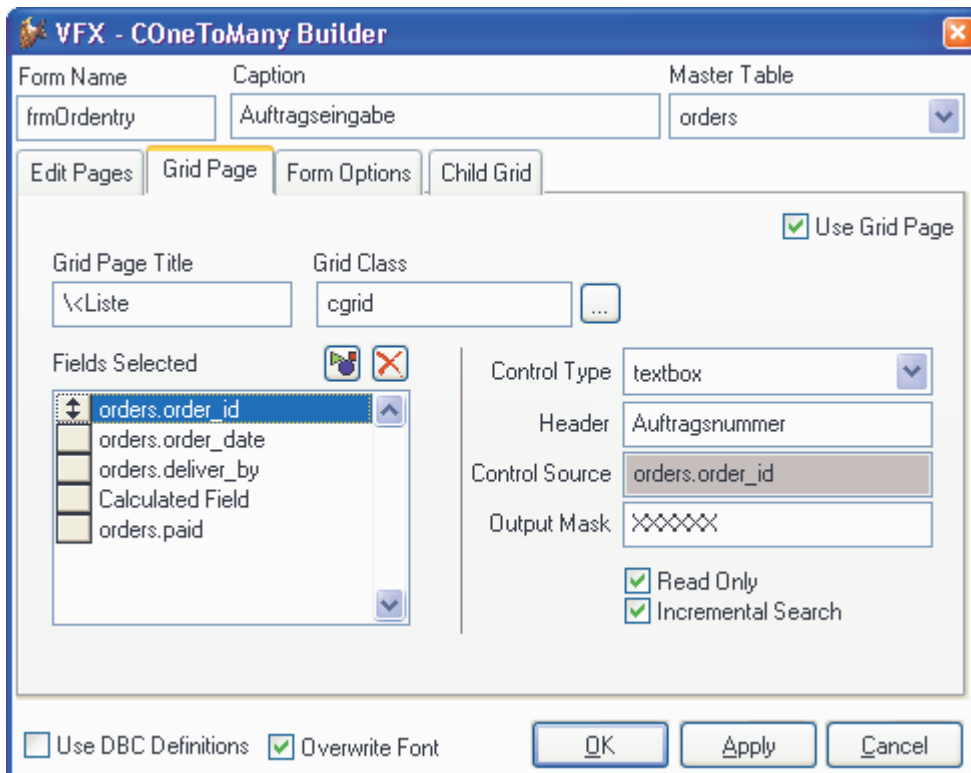 VFX - COneToMany Builder
Form Name Caption Master Table
frmOrdentry Auftragseingabe orders
Edit Pages Grid Page Form Options Child Grid
Use Grid Page
Grid Page Title Grid Class
\<Liste cgrid ...
Fields Selected
orders.order_id
orders.order_date
orders.deliver_by
Calculated Field
orders.paid
Control Type textbox
Header Auftragsnummer
Control Source orders.order_id
Output Mask XXXXXX
Read Only
Incremental Search
Use DBC Definitions Overwrite Font OK Apply Cancel